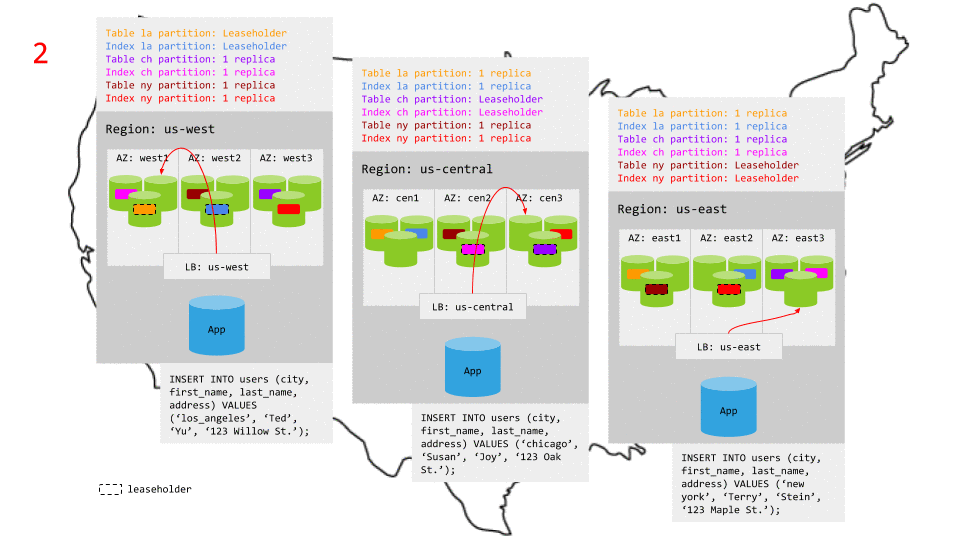 2
Table la partition: Leaseholder
Index la partition: Leaseholder
Table ch partition: 1 replica
Index ch partition: 1 replica
Table ny partition: 1 replica
Index ny partition: 1 replica
Region: us-west
AZ: west1
AZ: west2
AZ: west3
LB: us-west
App
INSERT INTO users (city,
first_name, last_name,
address) VALUES
(‘los_angeles’, ‘Ted’,
‘Yu’, ‘123 Willow St.’);
Table la partition: 1 replica
Index la partition: 1 replica
Table ch partition: Leaseholder
Index ch partition: Leaseholder
Table ny partition: 1 replica
Index ny partition: 1 replica
Region: us-central
AZ: cen1
AZ: cen2
AZ: cen3
LB: us-central
App
INSERT INTO users (city,
first_name, last_name,
address) VALUES (‘chicago’,
‘Susan’, ‘Joy’, ‘123 Oak
St.’);
Table la partition: 1 replica
Index la partition: 1 replica
Table ch partition: 1 replica
Index ch partition: 1 replica
Table ny partition: Leaseholder
Index ny partition: Leaseholder
Region: us-east
AZ: east1
AZ: east2
AZ: east3
LB: us-east
App
INSERT INTO users (city,
first_name, last_name,
address) VALUES (‘new
york’, ‘Terry’, ‘Stein’,
‘123 Maple St.’);
leaseholder